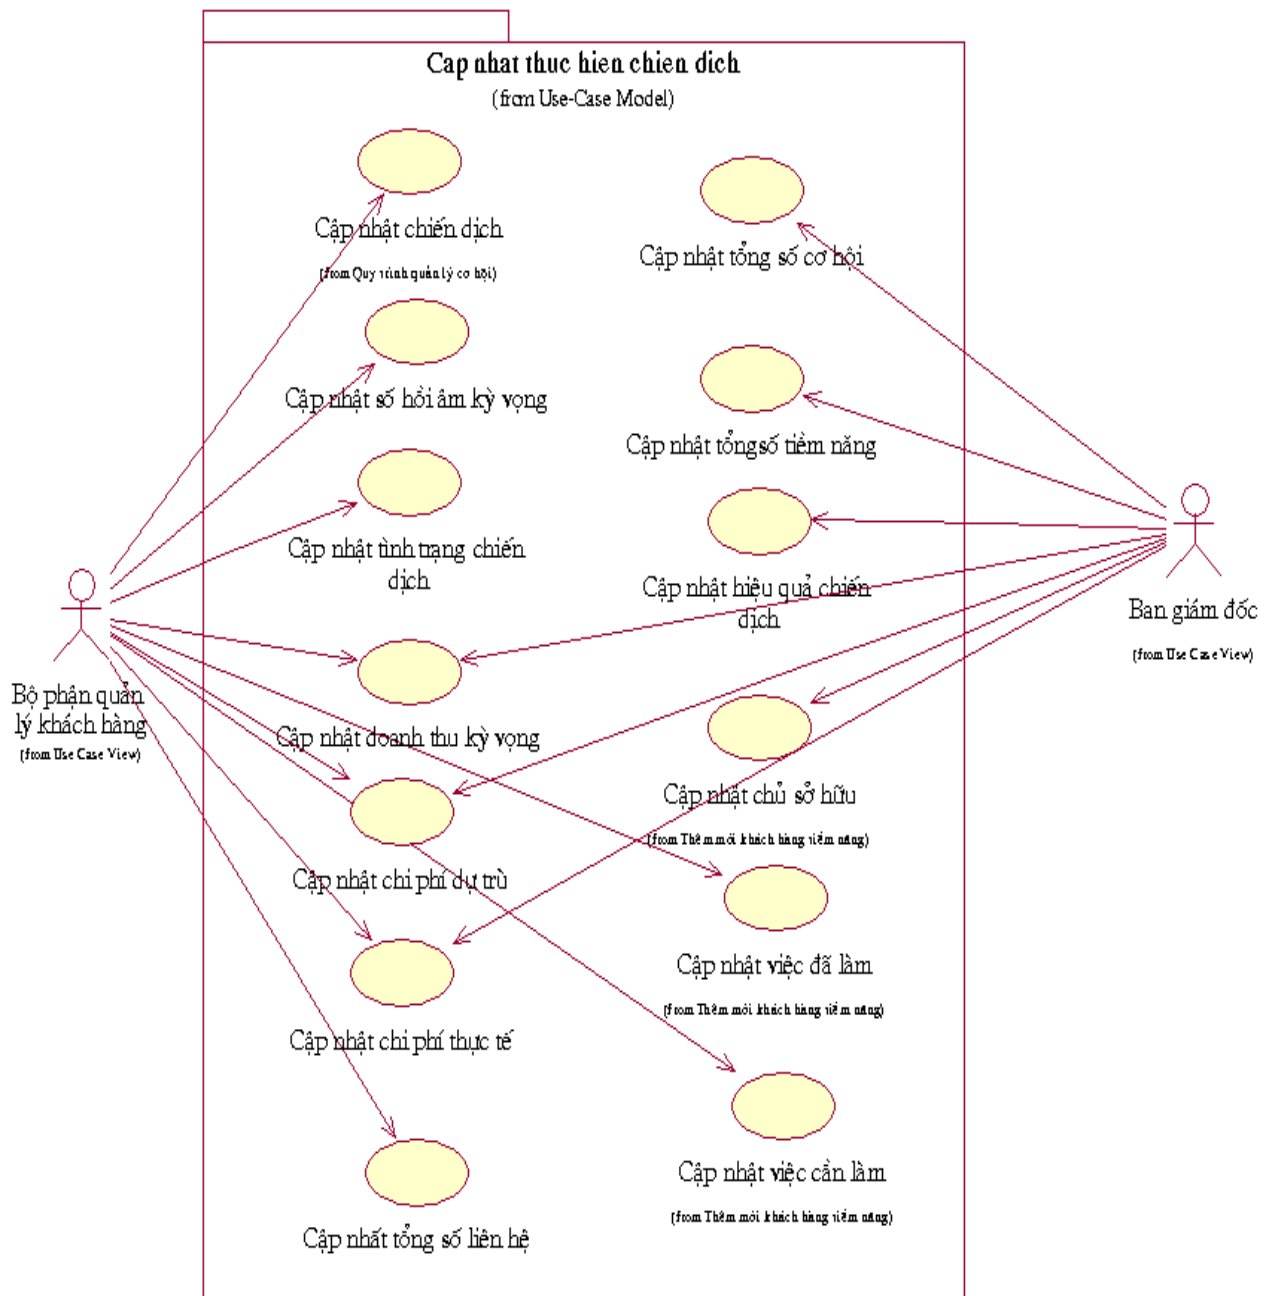 Cap nhat thuc hien chien dich
(from Use-Case Model)
Cập nhật chiến dịch
(from Quy trình quản lý cơ hội)
Cập nhật tổng số cơ hội
Cập nhật số hồi âm kỳ vọng
Cập nhật tổngsố tiềm năng
Cập nhật tình trạng chiến
dịch
Cập nhật hiệu quả chiến
dịch
Ban giám đốc
(from Use Case View)
Bộ phận quản
lý khách hàng
(from Use Case View)
Cập nhật doanh thu kỳ vọng
Cập nhật chủ sở hữu
(from Thêm mới khách hàng tiềm năng)
Cập nhật chi phí dự trù
Cập nhật việc đã làm
(from Thêm mới khách hàng tiềm năng)
Cập nhật chi phí thực tế
Cập nhật việc cần làm
(from Thêm mới khách hàng tiềm năng)
Cập nhất tổng số liên hệ